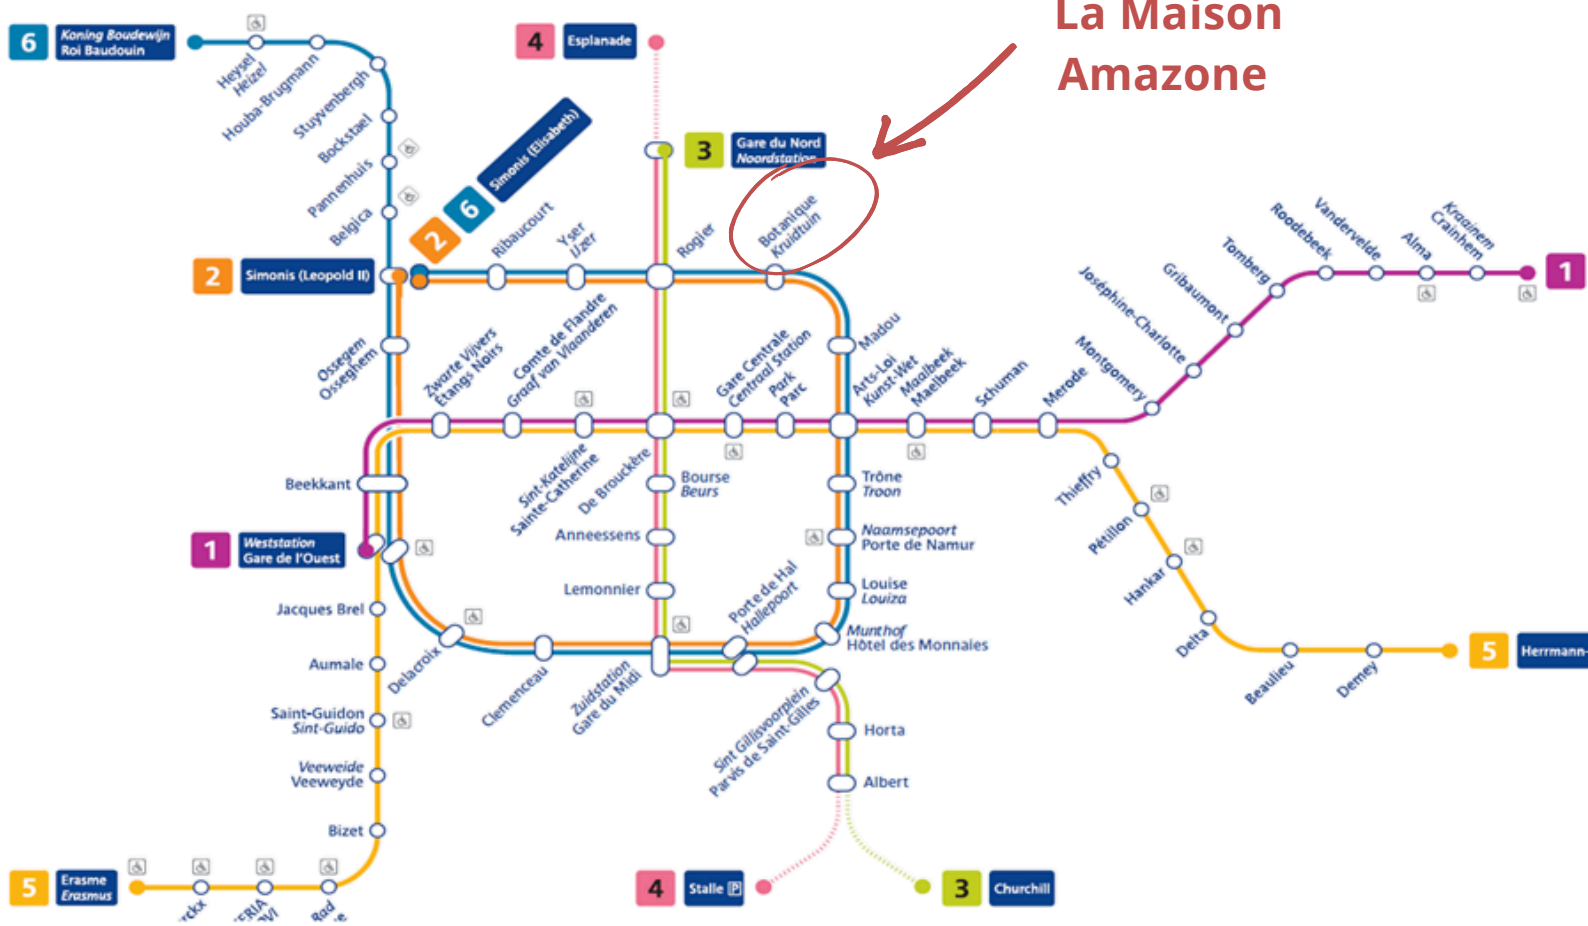 La Maison
Amazone
6
Koning Boudewijn
Roi Baudouin
Heysel
Heizel
Houba-Brugmann
Stuyvenbergh
Bockstael
Pannenhuis
Belgica
4
Esplanade
3
Gare du Nord
Noordstation
2 6 Simonis (Elisabeth)
2
Simonis (Leopold II)
Ribaucourt
Yser
IJzer
Rogier
Botanique
Kruidtuin
Ossegem
Osseghem
Zwarte Vijvers
Etangs Noirs
Comte de Flandre
Graaf van Vlaanderen
Gare Centrale
Centraal Station
Park
Parc
Madou
Arts-Loi
Kunst-Wet
Maalbeek
Maelbeek
Schuman
Merode
Montgomery
Joséphine-Charlotte
Gribaumont
Tomberg
Roodebeek
Vandervelde
Alma
Kraainem
Crainhem
1
Beekkant
Sint-Katelijne
Sainte-Catherine
De Brouckère
Bourse
Beurs
Trône
Troon
Thieffry
Pétillon
Hankar
Delta
Beaulieu
Demey
5
Herrmann-
1
Weststation
Gare de l'Ouest
Anneessens
Naamsepoort
Porte de Namur
Lemonnier
Louise
Louiza
Porte de Hal
Hallepoort
Munthof
Hôtel des Monnaies
Jacques Brel
Aumale
Delacroix
Clemenceau
Zuidstation
Gare du Midi
Sint Gillisvoorplein
Parvis de Saint-Gilles
Saint-Guidon
Sint-Guido
Horta
Veeweide
Veeweyde
Albert
Bizet
5
Erasme
Erasmus
4
Stalle P
3
Churchill